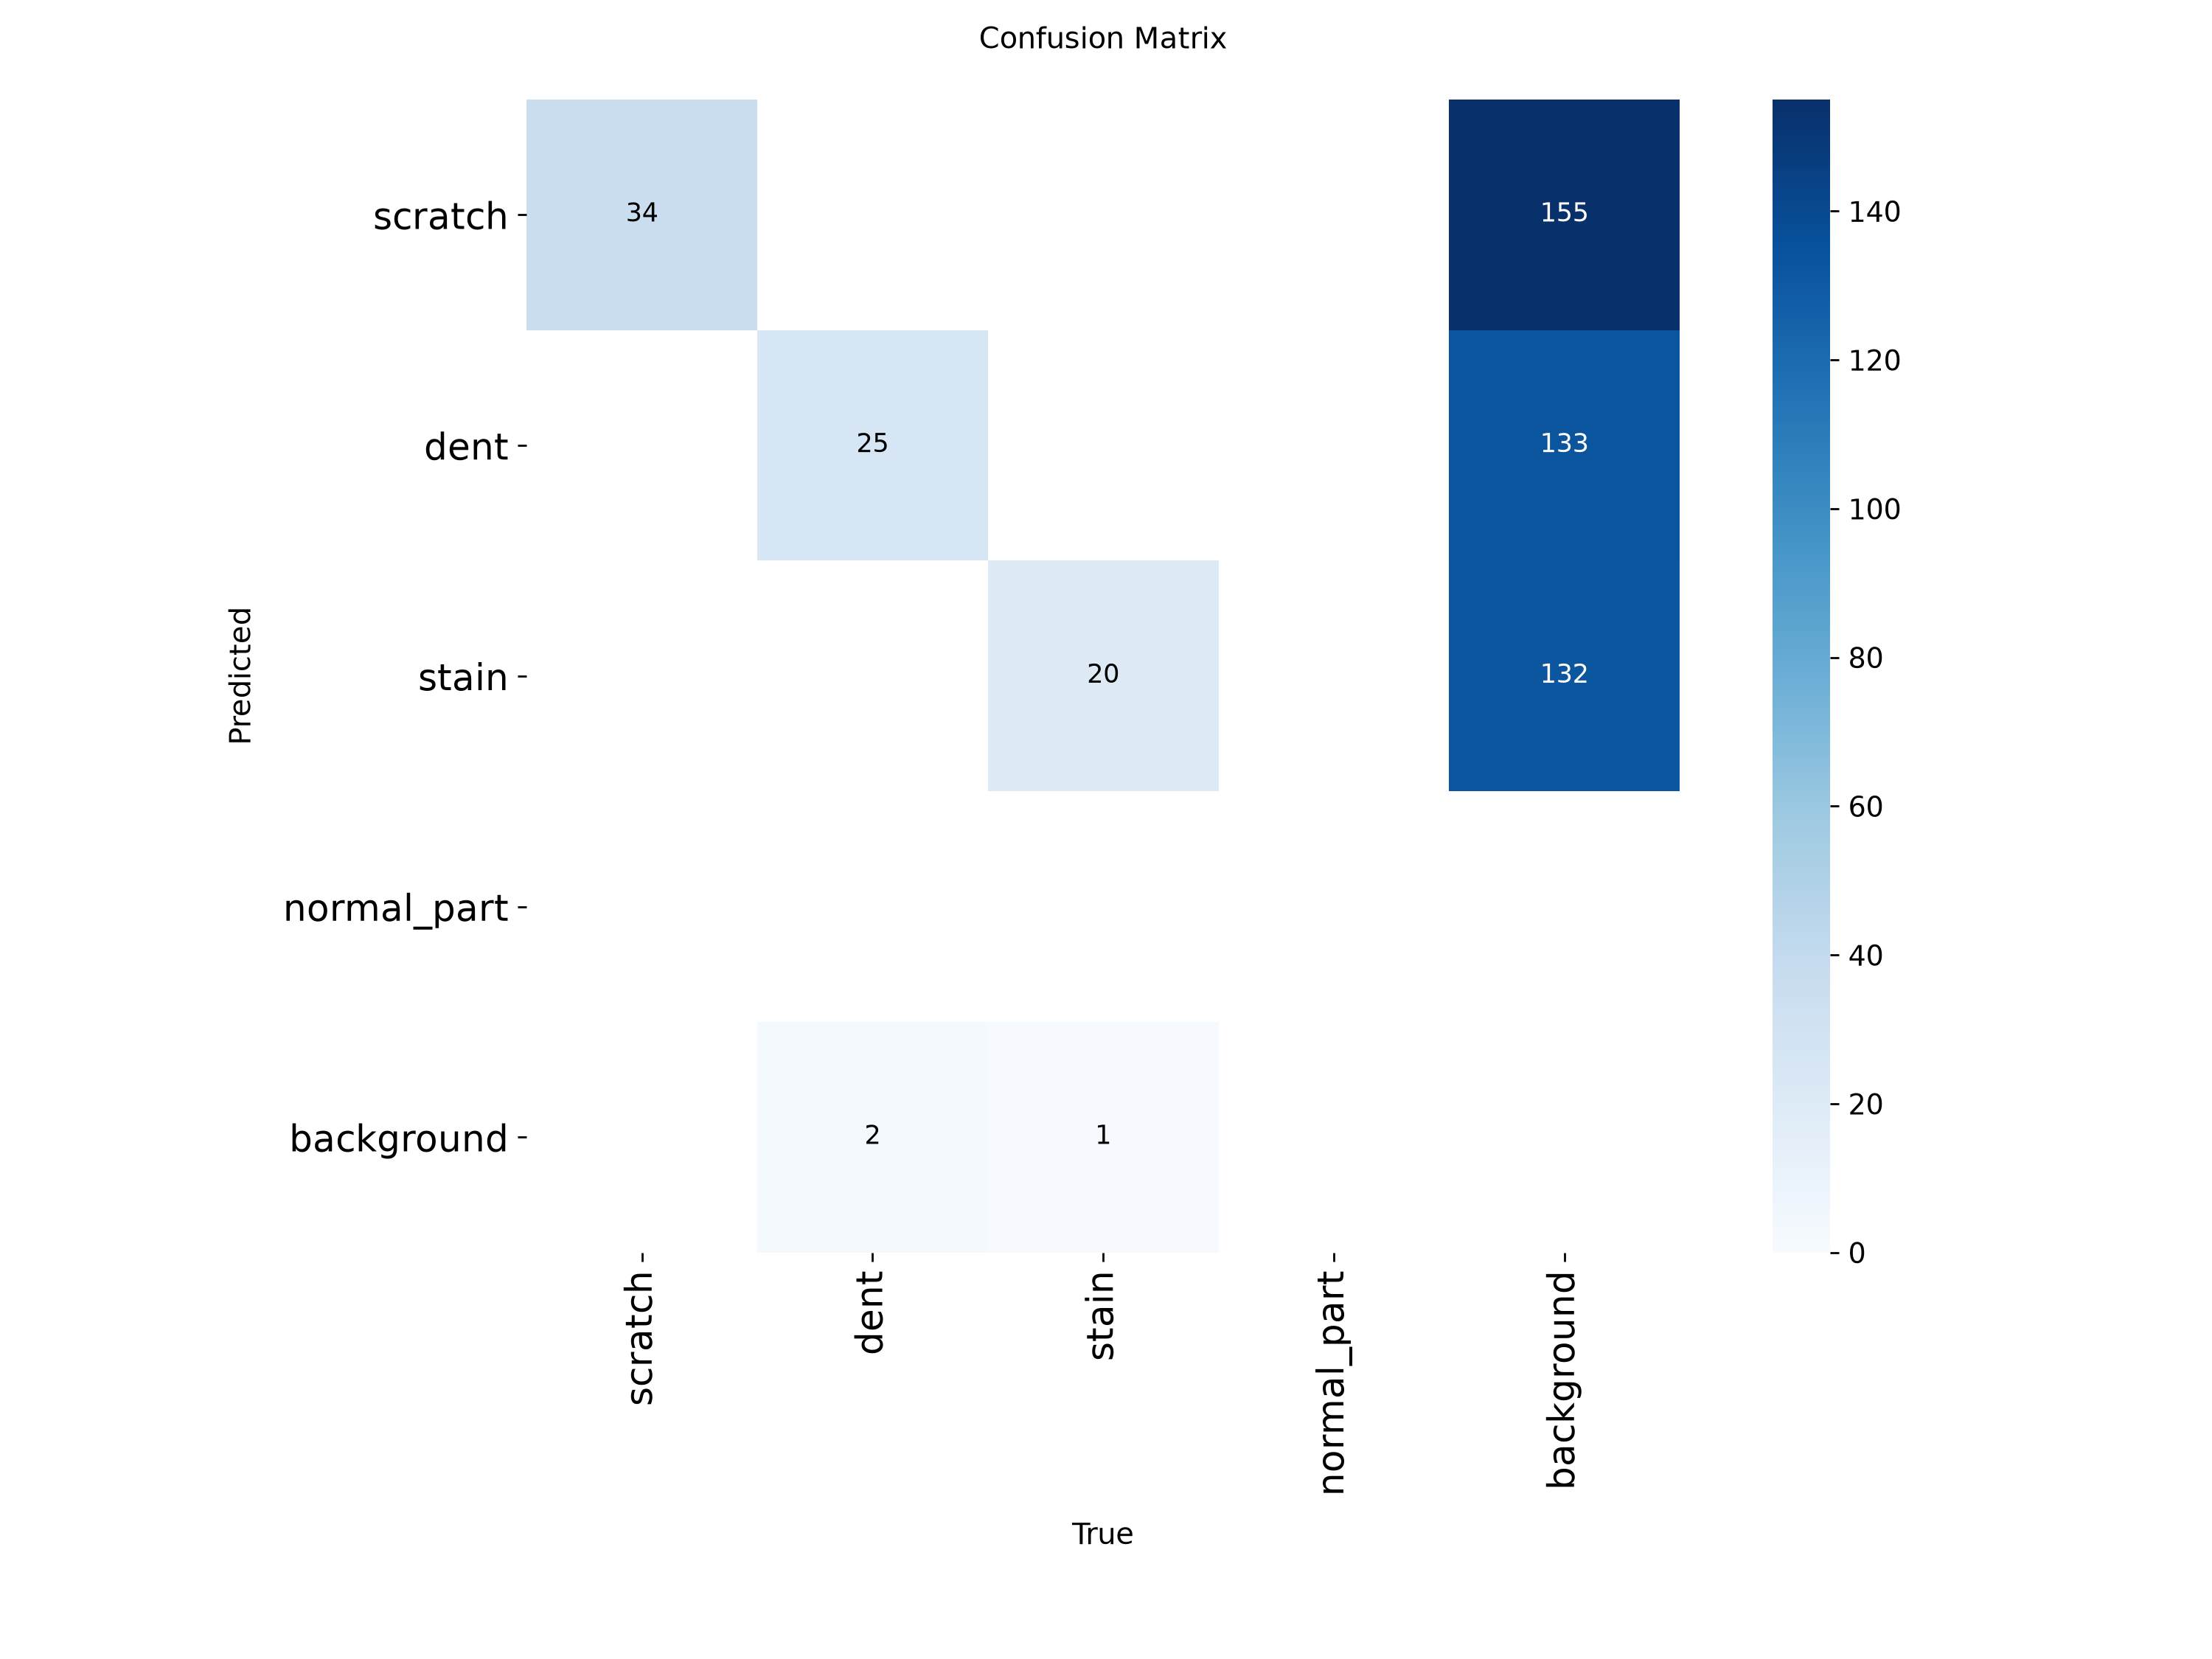 Confusion Matrix
scratch
34
155
140
120
dent
25
133
100
Predicted
stain
20
132
80
60
normal_part
40
background
2
1
20
0
scratch
dent
stain
normal_part
background
True